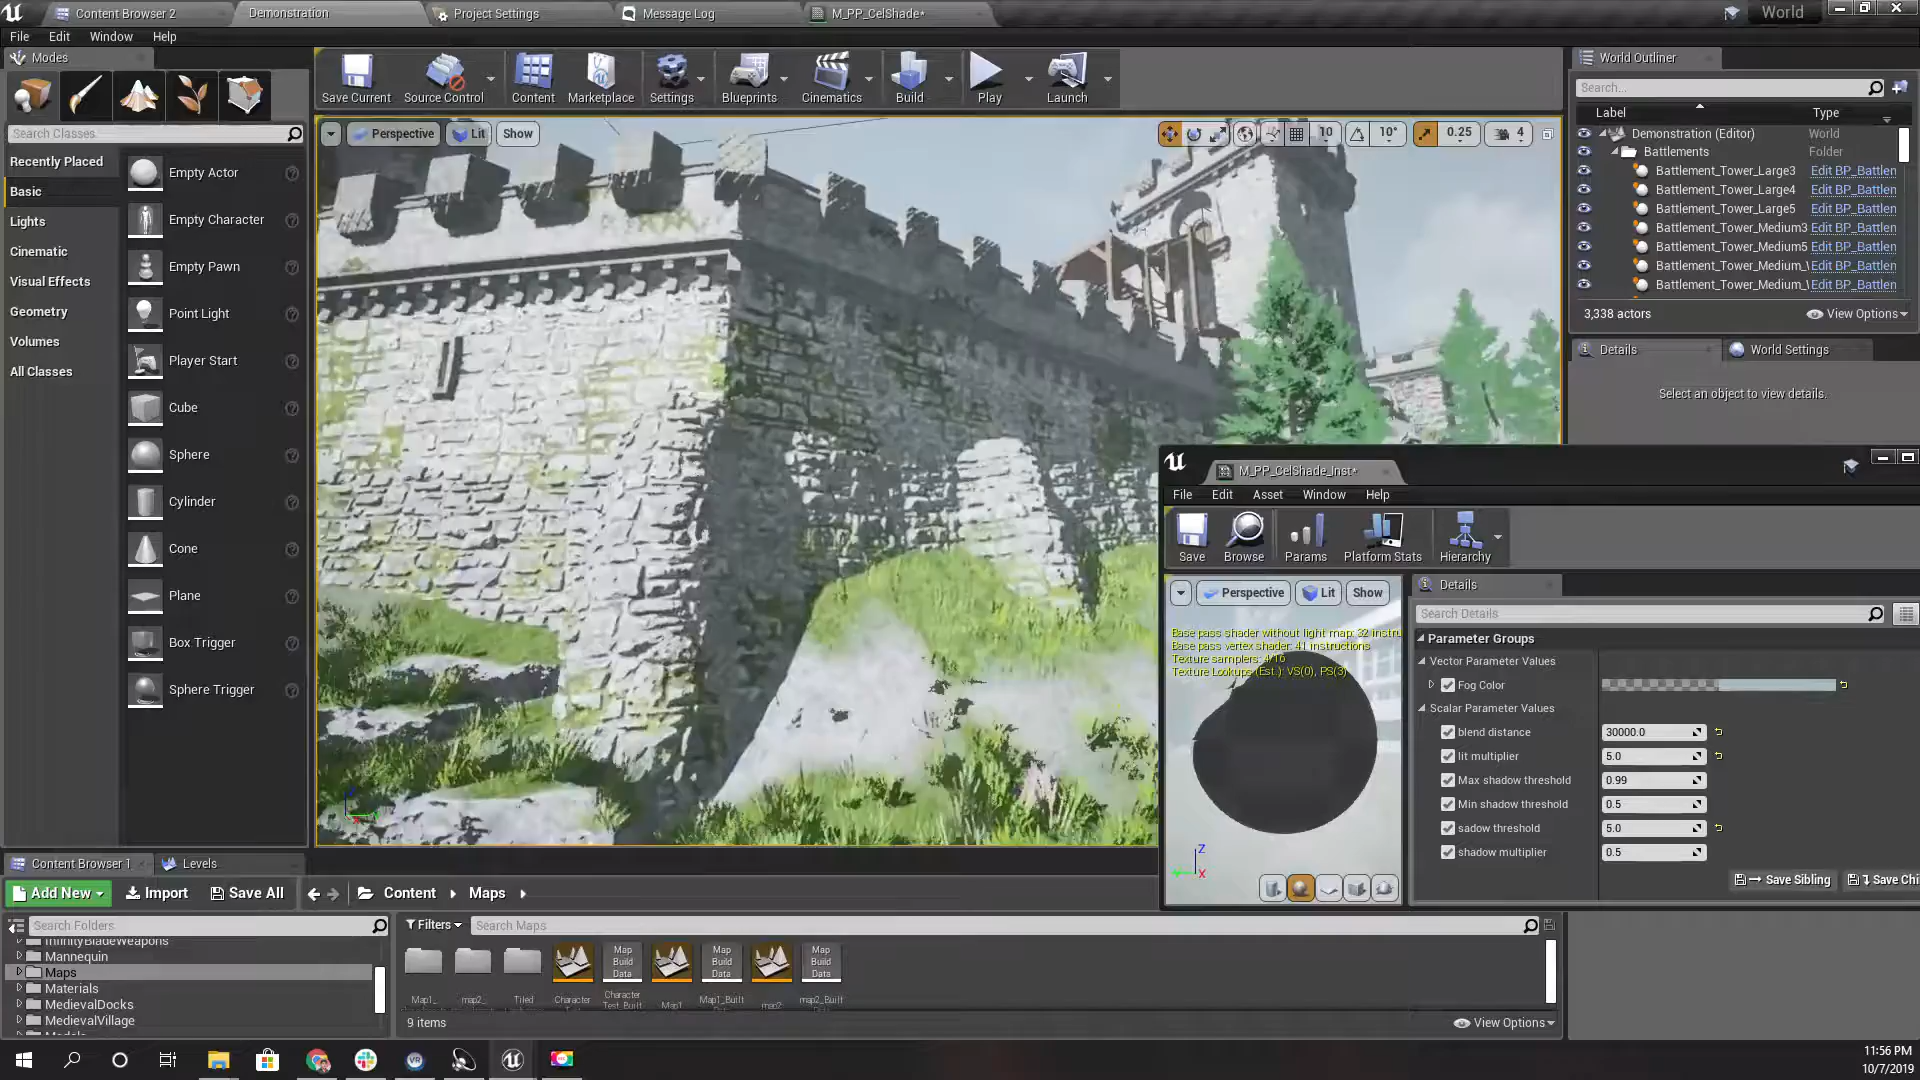 Content Browser 2
Demonstration
Project Settings
Message Log
M_PP_CelShade*
World
File Edit Window Help
Modes
Search Classes
Recently Placed
Basic
Lights
Cinematic
Visual Effects
Geometry
Volumes
All Classes
Empty Actor
Empty Character
Empty Pawn
Point Light
Player Start
Cube
Sphere
Cylinder
Cone
Plane
Box Trigger
Sphere Trigger
Save Current
Source Control
Content
Marketplace
Settings
Blueprints
Cinematics
Build
Play
Launch
Perspective Lit Show
10 10° 0.25 4
World Outliner
Search...
Label Type
Demonstration (Editor) World
Battlements Folder
Battlement_Tower_Large3 Edit BP_Battlen
Battlement_Tower_Large4 Edit BP_Battlen
Battlement_Tower_Large5 Edit BP_Battlen
Battlement_Tower_Medium3 Edit BP_Battlen
Battlement_Tower_Medium5 Edit BP_Battlen
Battlement_Tower_Medium_\ Edit BP_Battlen
Battlement_Tower_Medium_\ Edit BP_Battlen
3,338 actors View Options
Details World Settings
Select an object to view details.
M_PP_CelShade_Inst*
File Edit Asset Window Help
Save Browse Params Platform Stats Hierarchy
Perspective Lit Show
Base pass shader without light map: 32 instru
Base pass vertex shader: 41 instructions
Texture samplers: 4/16
Texture Lookups (Est.): VS(0), PS(3)
Z
X
Details
Search Details
Parameter Groups
Vector Parameter Values
Fog Color
Scalar Parameter Values
blend distance 30000.0
lit multiplier 5.0
Max shadow threshold 0.99
Min shadow threshold 0.5
sadow threshold 5.0
shadow multiplier 0.5
Save Sibling Save Chi
Content Browser 1 Levels
Add New Import Save All Content Maps
Search Folders
InfinityBladeWeapons
Mannequin
Maps
Materials
MedievalDocks
MedievalVillage
Filters Search Maps
Map Build Data
Map Build Data
Map Build Data
Map1_ map2_ Tiled Character Character Test_Built Map1 Map1_Built map2 map2_Built
9 items View Options
11:56 PM
10/7/2019